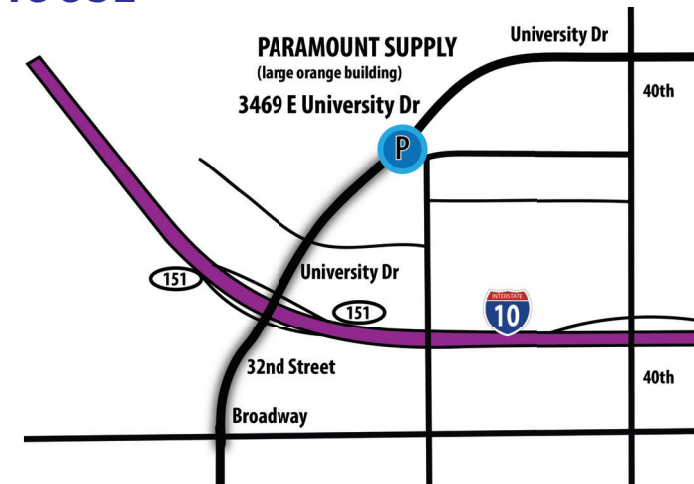 University Dr
PARAMOUNT SUPPLY
(large orange building)
3469 E University Dr
40th
P
University Dr
151
151
INTERSTATE
10
32nd Street
40th
Broadway